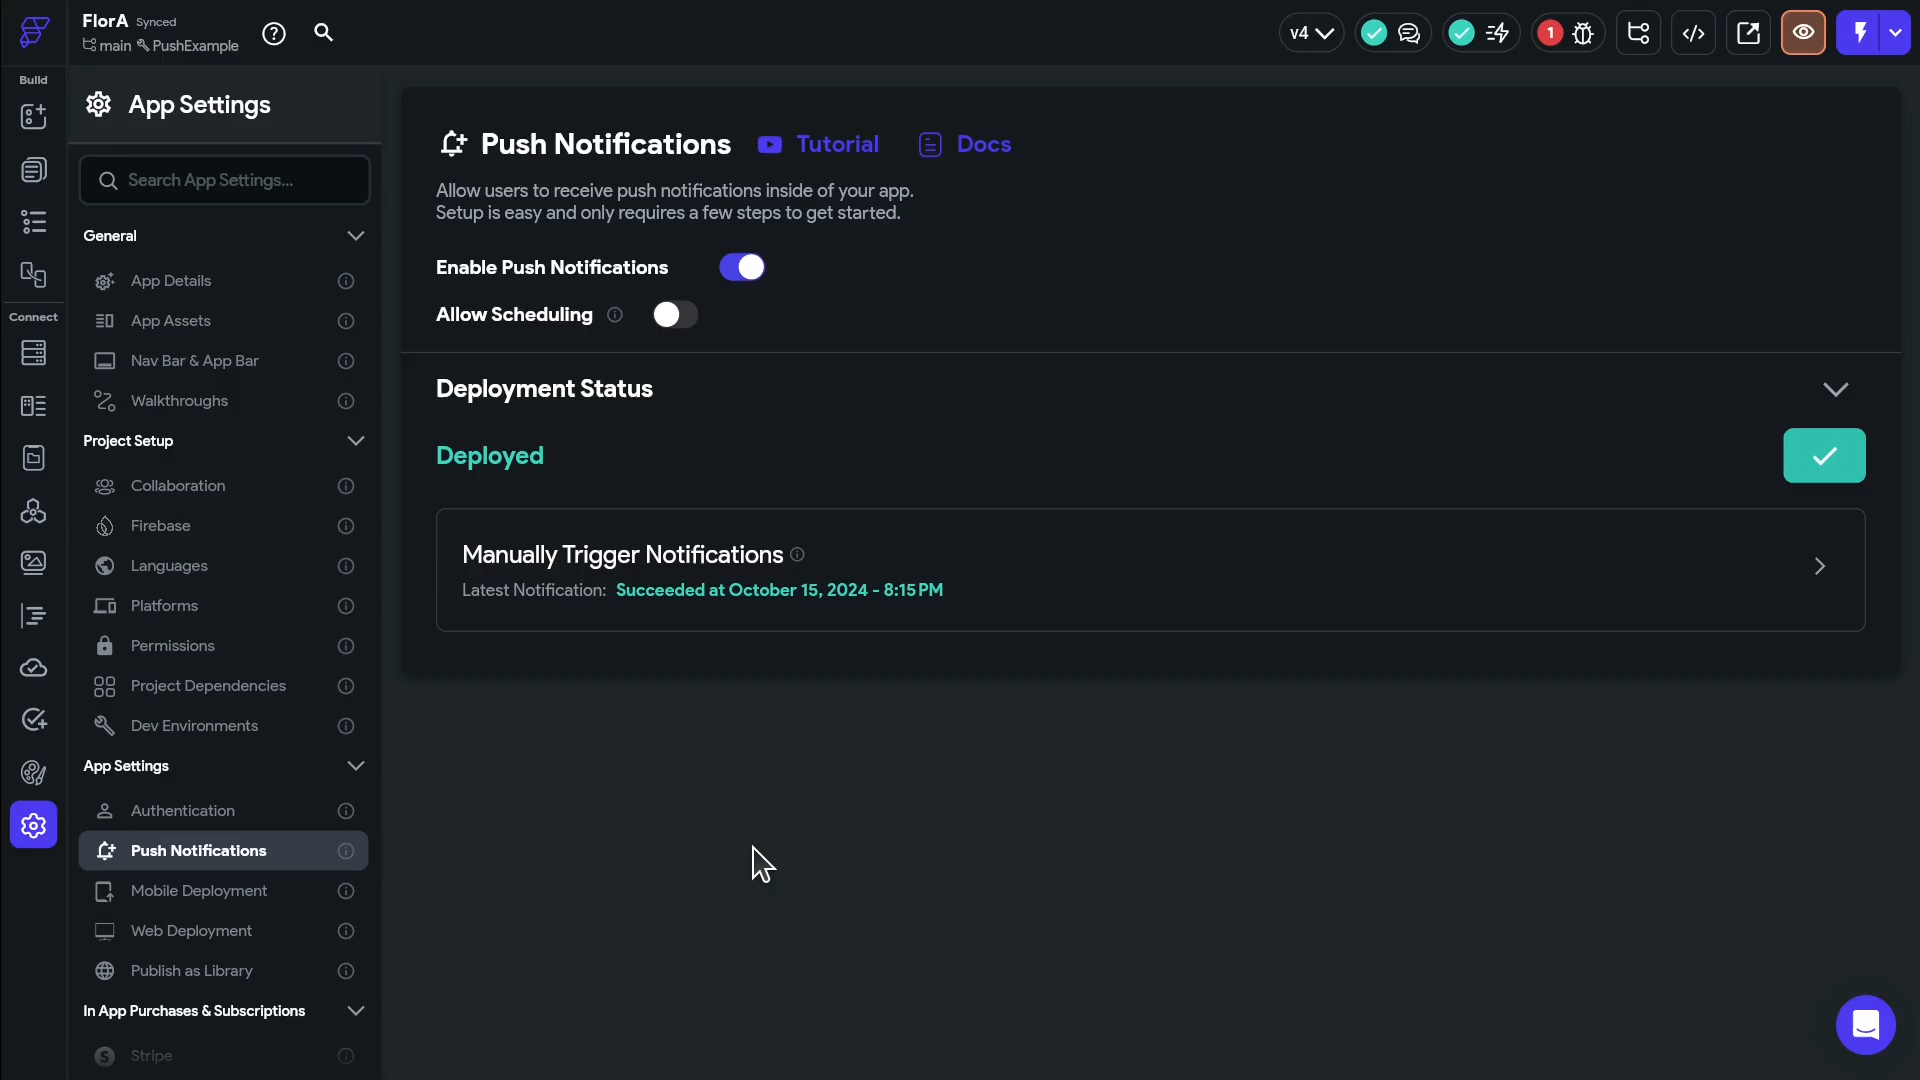 FlorA Synced
main PushExample
v4
1
Build
Connect
App Settings
Search App Settings...
General
App Details
App Assets
Nav Bar & App Bar
Walkthroughs
Project Setup
Collaboration
Firebase
Languages
Platforms
Permissions
Project Dependencies
Dev Environments
App Settings
Authentication
Push Notifications
Mobile Deployment
Web Deployment
Publish as Library
In App Purchases & Subscriptions
Stripe
Push Notifications Tutorial Docs
Allow users to receive push notifications inside of your app.
Setup is easy and only requires a few steps to get started.
Enable Push Notifications
Allow Scheduling
Deployment Status
Deployed
Manually Trigger Notifications
Latest Notification: Succeeded at October 15, 2024 - 8:15 PM